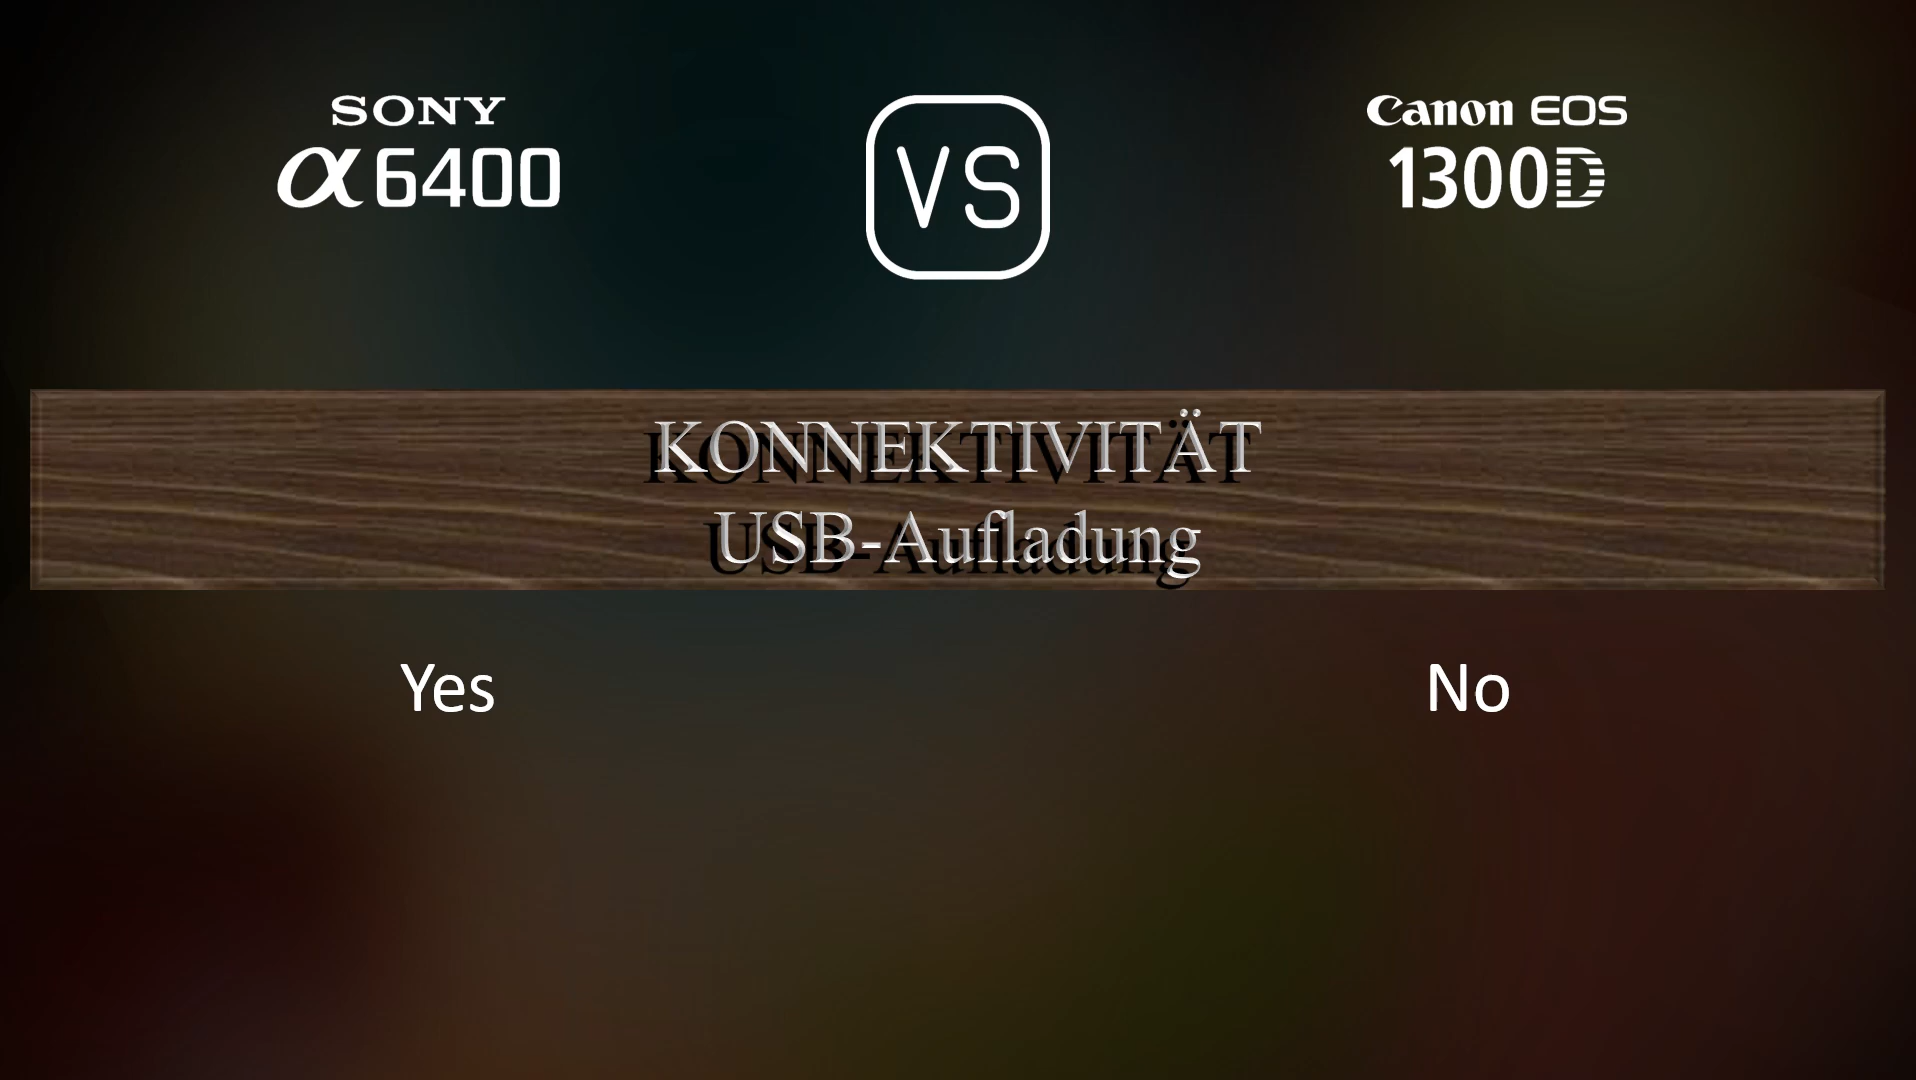 SONY
α6400
VS
Canon EOS
1300D
KONNEKTIVITÄT
USB-Aufladung
Yes
No